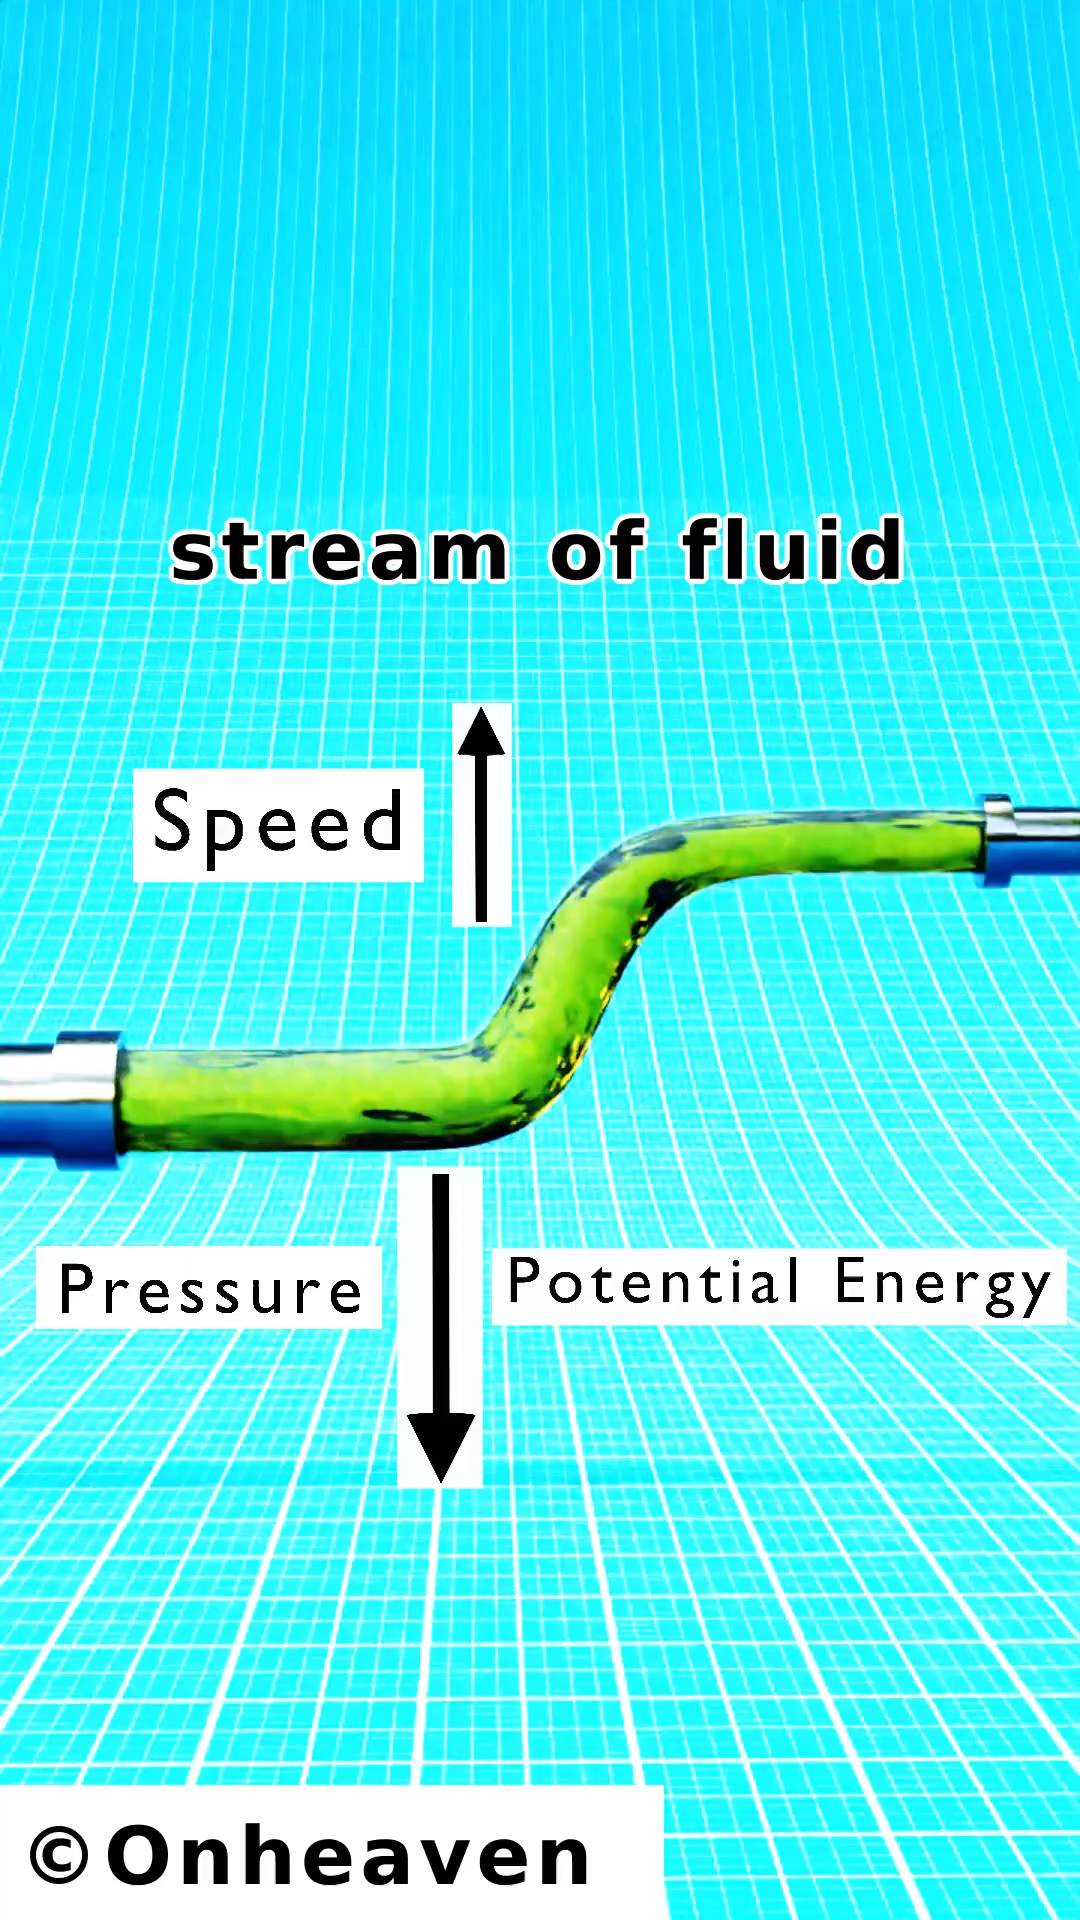 stream of fluid
Speed
Pressure
Potential Energy
©Onheaven